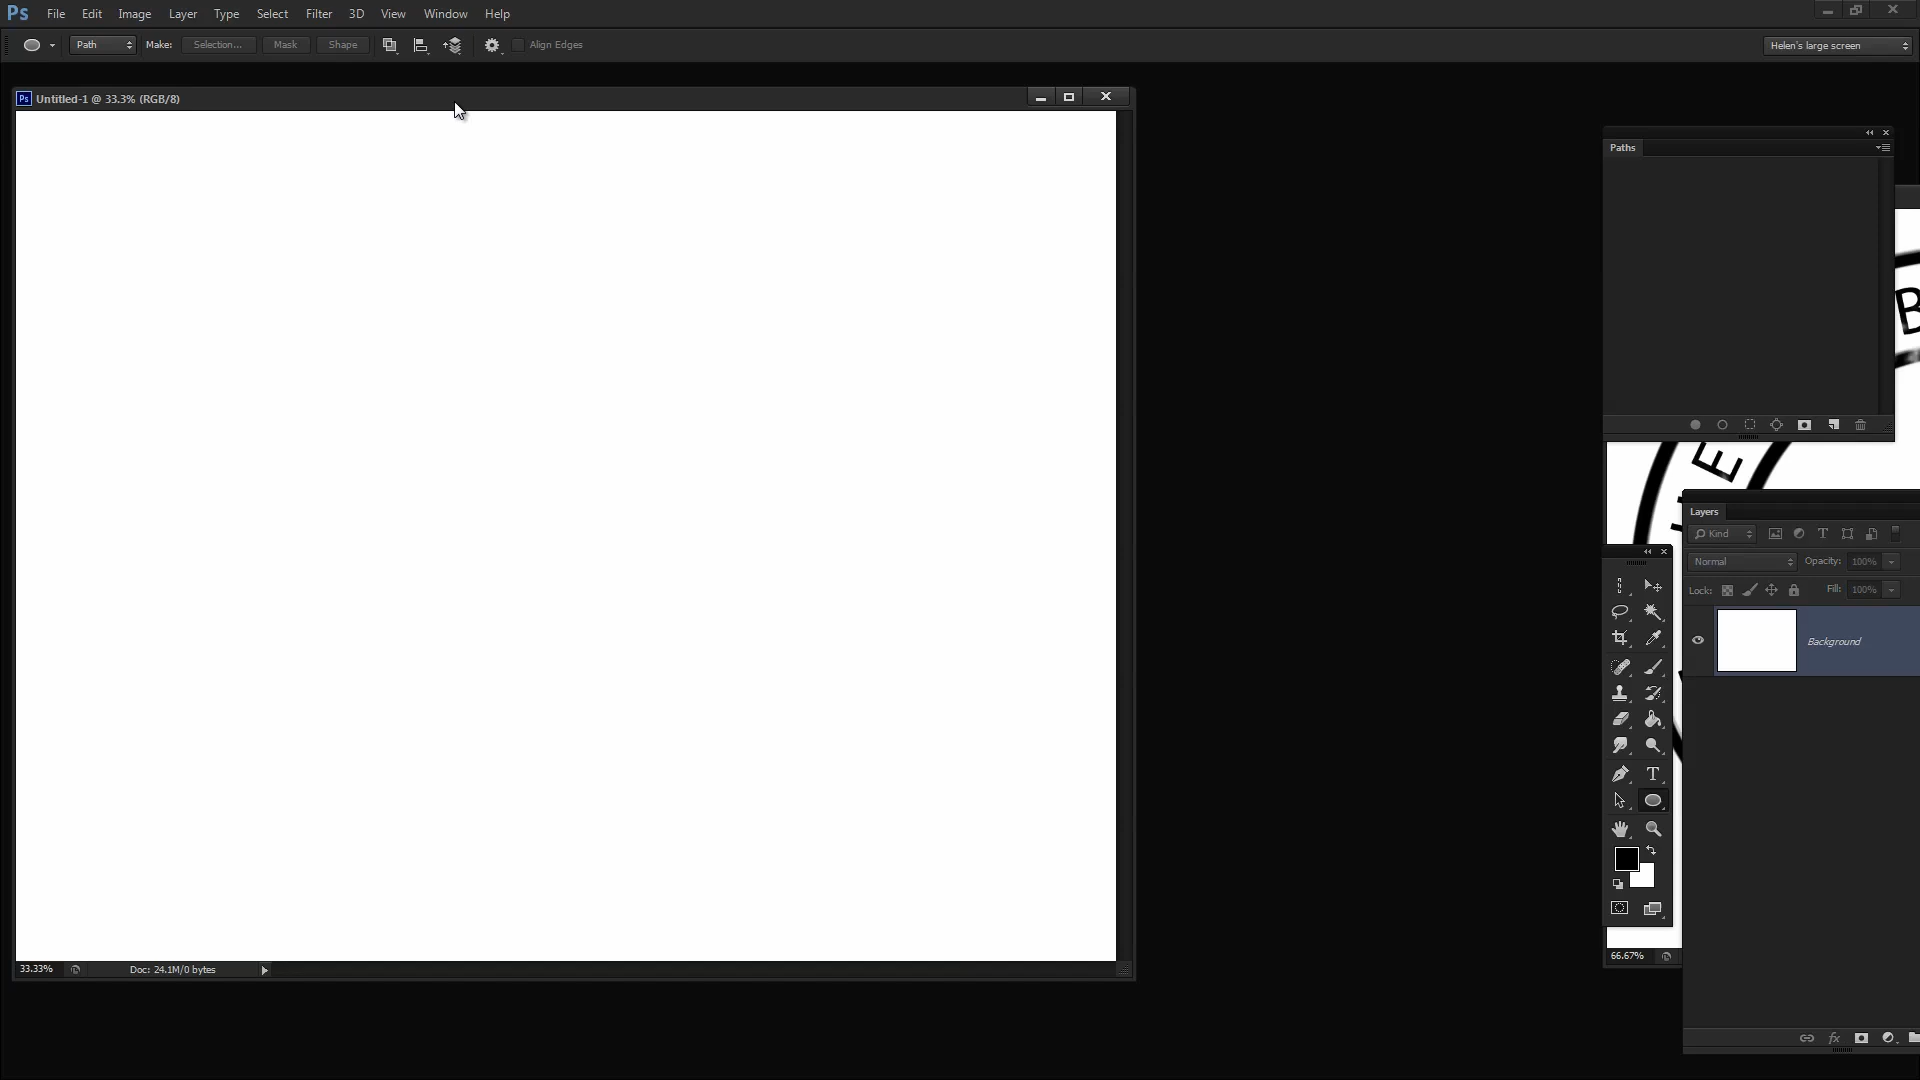 Ps File Edit Image Layer Type Select Filter 3D View Window Help
Path Make: Selection... Mask Shape Align Edges Helen's large screen
Ps Untitled-1 @ 33.3% (RGB/8)
Paths
B
E
Layers
Kind
Normal Opacity: 100%
Lock: Fill: 100%
Background
T
33.33% Doc: 24.1M/0 bytes
66.67%
fx